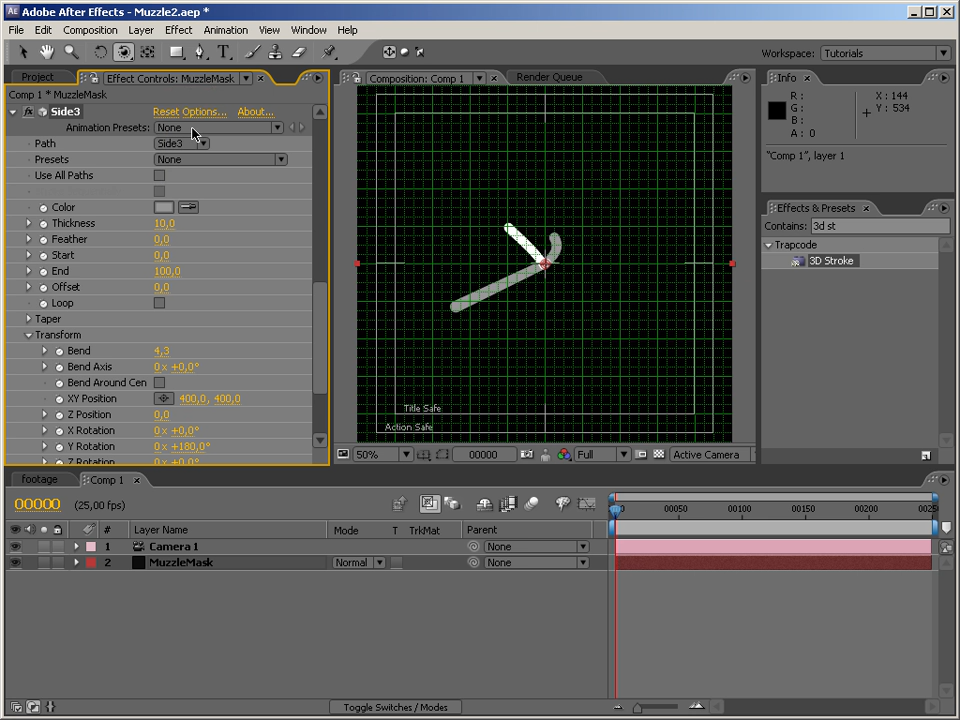 Adobe After Effects - Muzzle2.aep *
File Edit Composition Layer Effect Animation View Window Help
Workspace: Tutorials
Project Effect Controls: MuzzleMask
Composition: Comp 1 Render Queue
Info
Comp 1 * MuzzleMask
Side3 Reset Options... About...
Animation Presets: None
Path Side3
Presets None
Use All Paths
Color
Thickness 10,0
Feather 0,0
Start 0,0
End 100,0
Offset 0,0
Loop
Taper
Transform
Bend 4,3
Bend Axis 0 x +0,0°
Bend Around Cen
XY Position 400,0, 400,0
Z Position 0,0
X Rotation 0 x +0,0°
Y Rotation 0 x +180,0°
Z Rotation 0 x +0,0°
Title Safe
Action Safe
50% 00000 Full Active Camera
R :
G :
B :
A : 0
X : 144
Y : 534
"Comp 1", layer 1
Effects & Presets
Contains: 3d st
Trapcode
3D Stroke
footage Comp 1
00000 (25,00 fps)
0 00050 00100 00150 00200 0025
# Layer Name Mode T TrkMat Parent
1 Camera 1 None
2 MuzzleMask Normal None
Toggle Switches / Modes